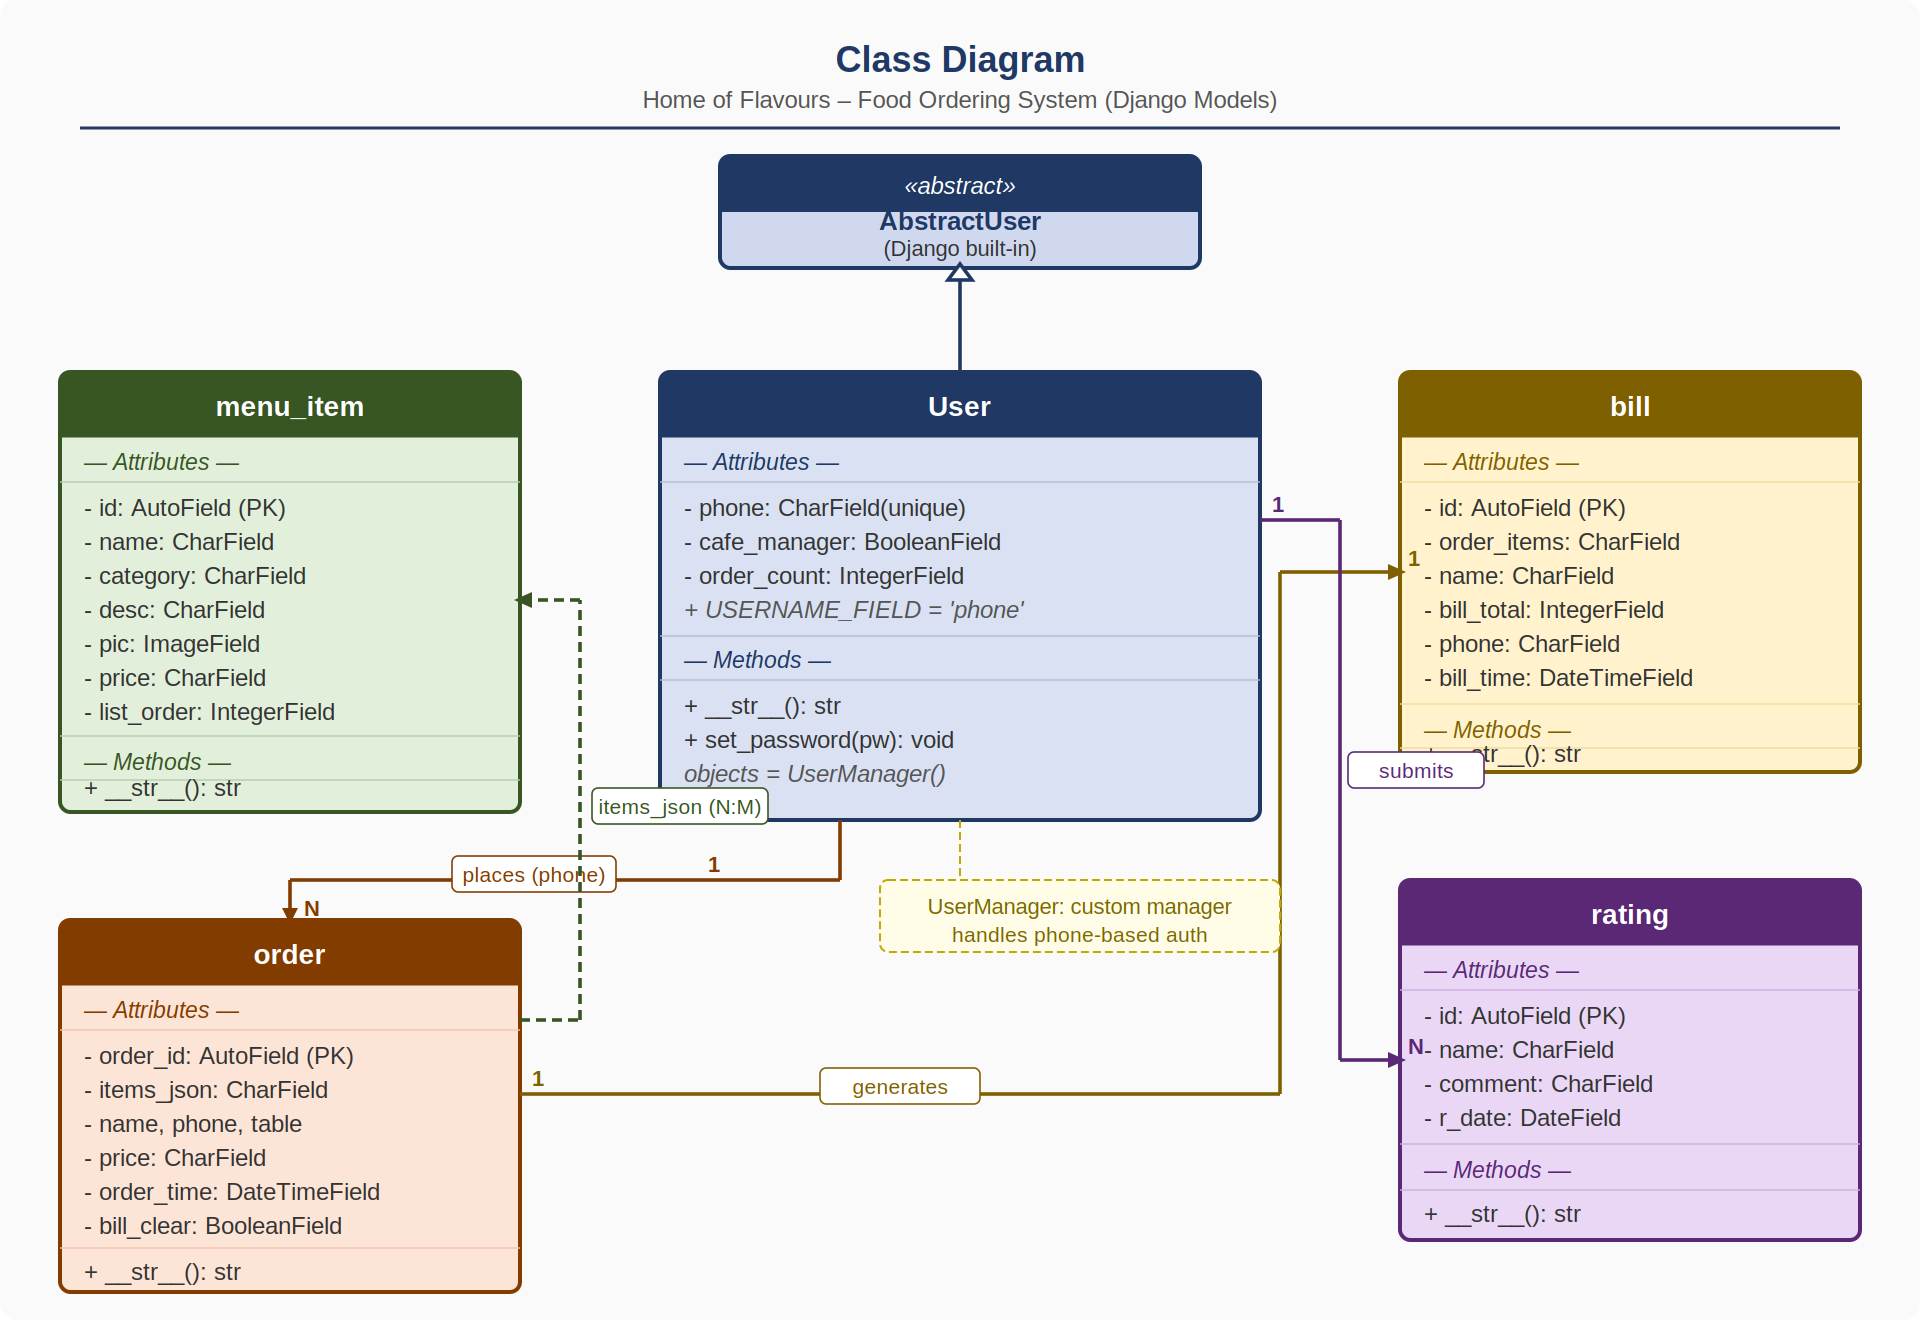 Class Diagram
Home of Flavours – Food Ordering System (Django Models)
«abstract»
AbstractUser
(Django built-in)
menu_item
— Attributes —
- id: AutoField (PK)
- name: CharField
- category: CharField
- desc: CharField
- pic: ImageField
- price: CharField
- list_order: IntegerField
— Methods —
+ __str__(): str
User
— Attributes —
- phone: CharField(unique)
- cafe_manager: BooleanField
- order_count: IntegerField
+ USERNAME_FIELD = 'phone'
— Methods —
+ __str__(): str
+ set_password(pw): void
objects = UserManager()
bill
— Attributes —
- id: AutoField (PK)
- order_items: CharField
- name: CharField
- bill_total: IntegerField
- phone: CharField
- bill_time: DateTimeField
— Methods —
str__(): str
1
1
submits
items_json (N:M)
places (phone)
1
N
UserManager: custom manager
handles phone-based auth
order
— Attributes —
- order_id: AutoField (PK)
- items_json: CharField
- name, phone, table
- price: CharField
- order_time: DateTimeField
- bill_clear: BooleanField
+ __str__(): str
1
generates
rating
— Attributes —
- id: AutoField (PK)
N
- name: CharField
- comment: CharField
- r_date: DateField
— Methods —
+ __str__(): str